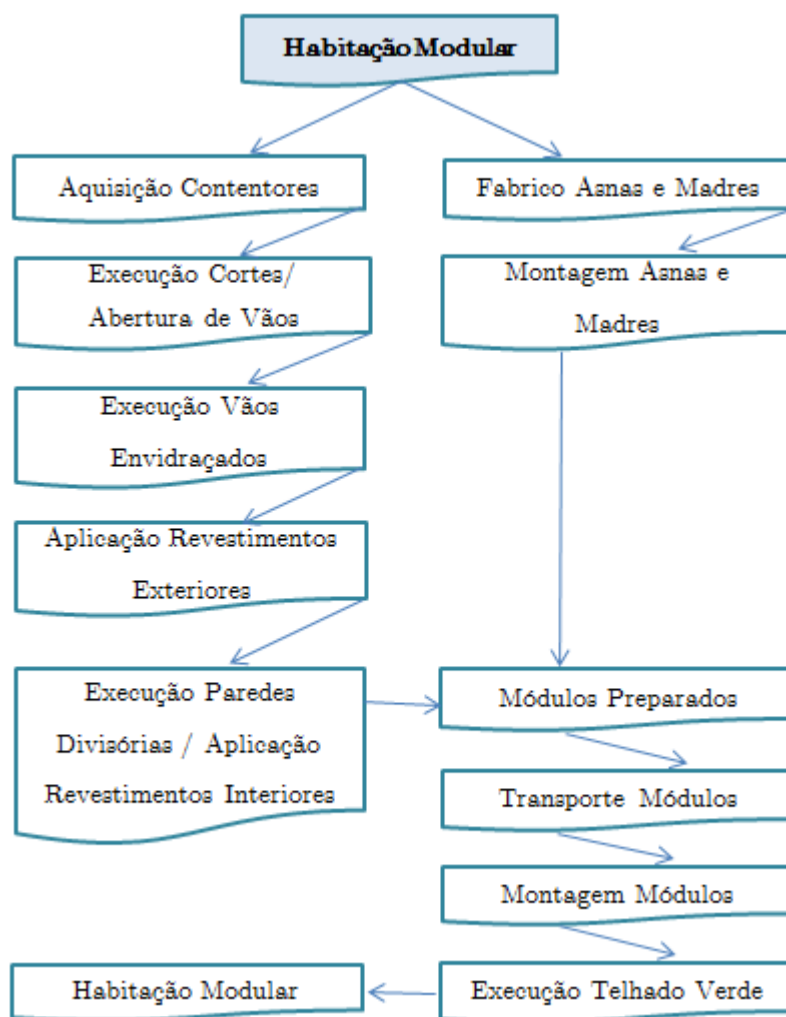 Habitação Modular
Aquisição Contentores
Execução Cortes/
Abertura de Vãos
Execução Vãos
Envidraçados
Aplicação Revestimentos
Exteriores
Execução Paredes
Divisórias / Aplicação
Revestimentos Interiores
Fabrico Asnas e Madres
Montagem Asnas e
Madres
Módulos Preparados
Transporte Módulos
Montagem Módulos
Execução Telhado Verde
Habitação Modular